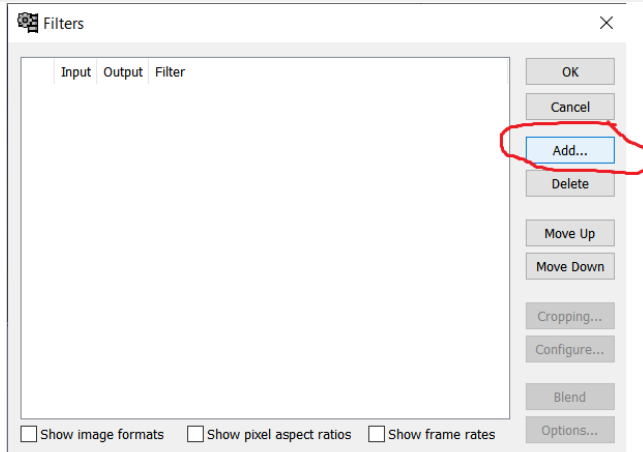 Filters
Input Output Filter
OK
Cancel
Add...
Delete
Move Up
Move Down
Cropping...
Configure...
Blend
Options...
Show image formats Show pixel aspect ratios Show frame rates